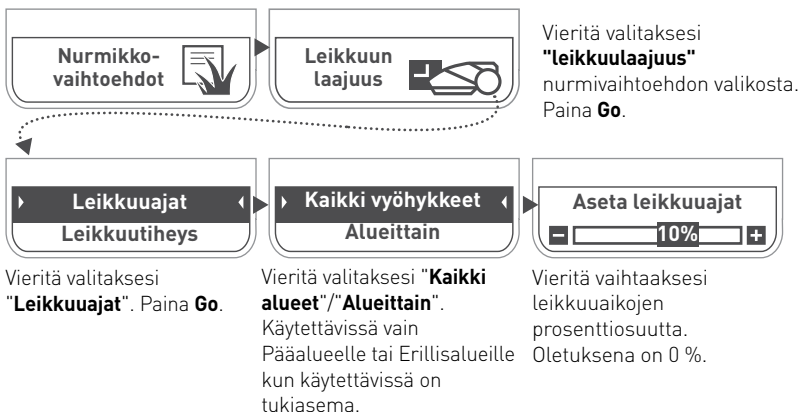 Nurmikko-
vaihtoehdot
Leikkuun
laajuus
Vieritä valitaksesi
"leikkuulaajuus"
nurmivaihtoehdon valikosta.
Paina Go.
Leikkuuajat
Leikkuutiheys
Kaikki vyöhykkeet
Alueittain
Aseta leikkuuajat
10%
Vieritä valitaksesi
"Leikkuuajat". Paina Go.
Vieritä valitaksesi "Kaikki
alueet"/"Alueittain".
Käytettävissä vain
Pääalueelle tai Erillisalueille
kun käytettävissä on
tukiasema.
Vieritä vaihtaaksesi
leikkuuaikojen
prosenttiosuutta.
Oletuksena on 0 %.